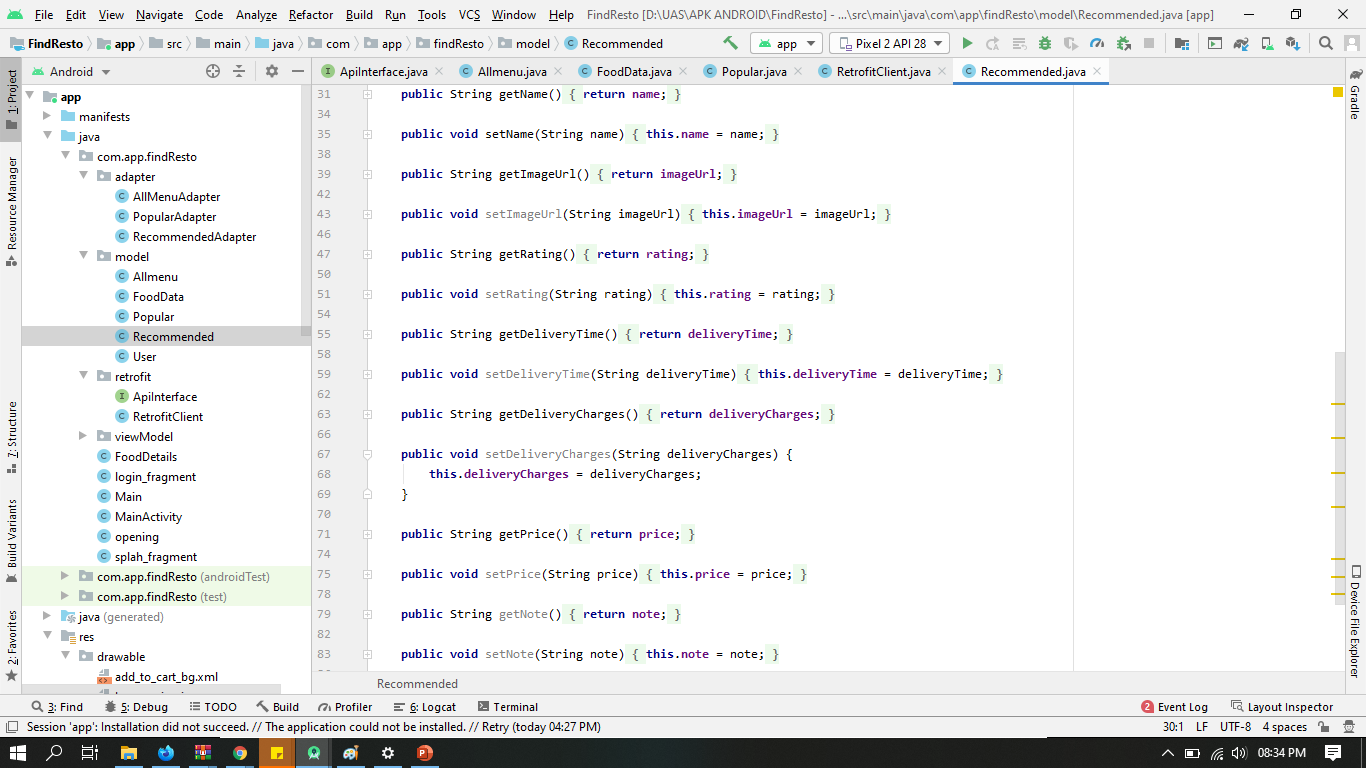 File Edit View Navigate Code Analyze Refactor Build Run Tools VCS Window Help FindResto [D:\UAS\APK ANDROID\FindResto] - ...\src\main\java\com\app\findResto\model\Recommended.java [app]
FindResto app src main java com app findResto model Recommended app Pixel 2 API 28
Android ApiInterface.java Allmenu.java FoodData.java Popular.java RetrofitClient.java Recommended.java
1: Project
Resource Manager
7: Structure
Build Variants
2: Favorites
app
manifests
java
com.app.findResto
adapter
AllMenuAdapter
PopularAdapter
RecommendedAdapter
model
Allmenu
FoodData
Popular
Recommended
User
retrofit
ApiInterface
RetrofitClient
viewModel
FoodDetails
login_fragment
Main
MainActivity
opening
splah_fragment
com.app.findResto (androidTest)
com.app.findResto (test)
java (generated)
res
drawable
add_to_cart_bg.xml
31 public String getName() { return name; }
34
35 public void setName(String name) { this.name = name; }
38
39 public String getImageUrl() { return imageUrl; }
42
43 public void setImageUrl(String imageUrl) { this.imageUrl = imageUrl; }
46
47 public String getRating() { return rating; }
50
51 public void setRating(String rating) { this.rating = rating; }
54
55 public String getDeliveryTime() { return deliveryTime; }
58
59 public void setDeliveryTime(String deliveryTime) { this.deliveryTime = deliveryTime; }
62
63 public String getDeliveryCharges() { return deliveryCharges; }
66
67 public void setDeliveryCharges(String deliveryCharges) {
68 this.deliveryCharges = deliveryCharges;
69 }
70
71 public String getPrice() { return price; }
74
75 public void setPrice(String price) { this.price = price; }
78
79 public String getNote() { return note; }
82
83 public void setNote(String note) { this.note = note; }
Recommended
Gradle
Device File Explorer
3: Find 5: Debug TODO Build Profiler 6: Logcat Terminal 2 Event Log Layout Inspector
Session 'app': Installation did not succeed. // The application could not be installed. // Retry (today 04:27 PM) 30:1 LF UTF-8 4 spaces
08:34 PM